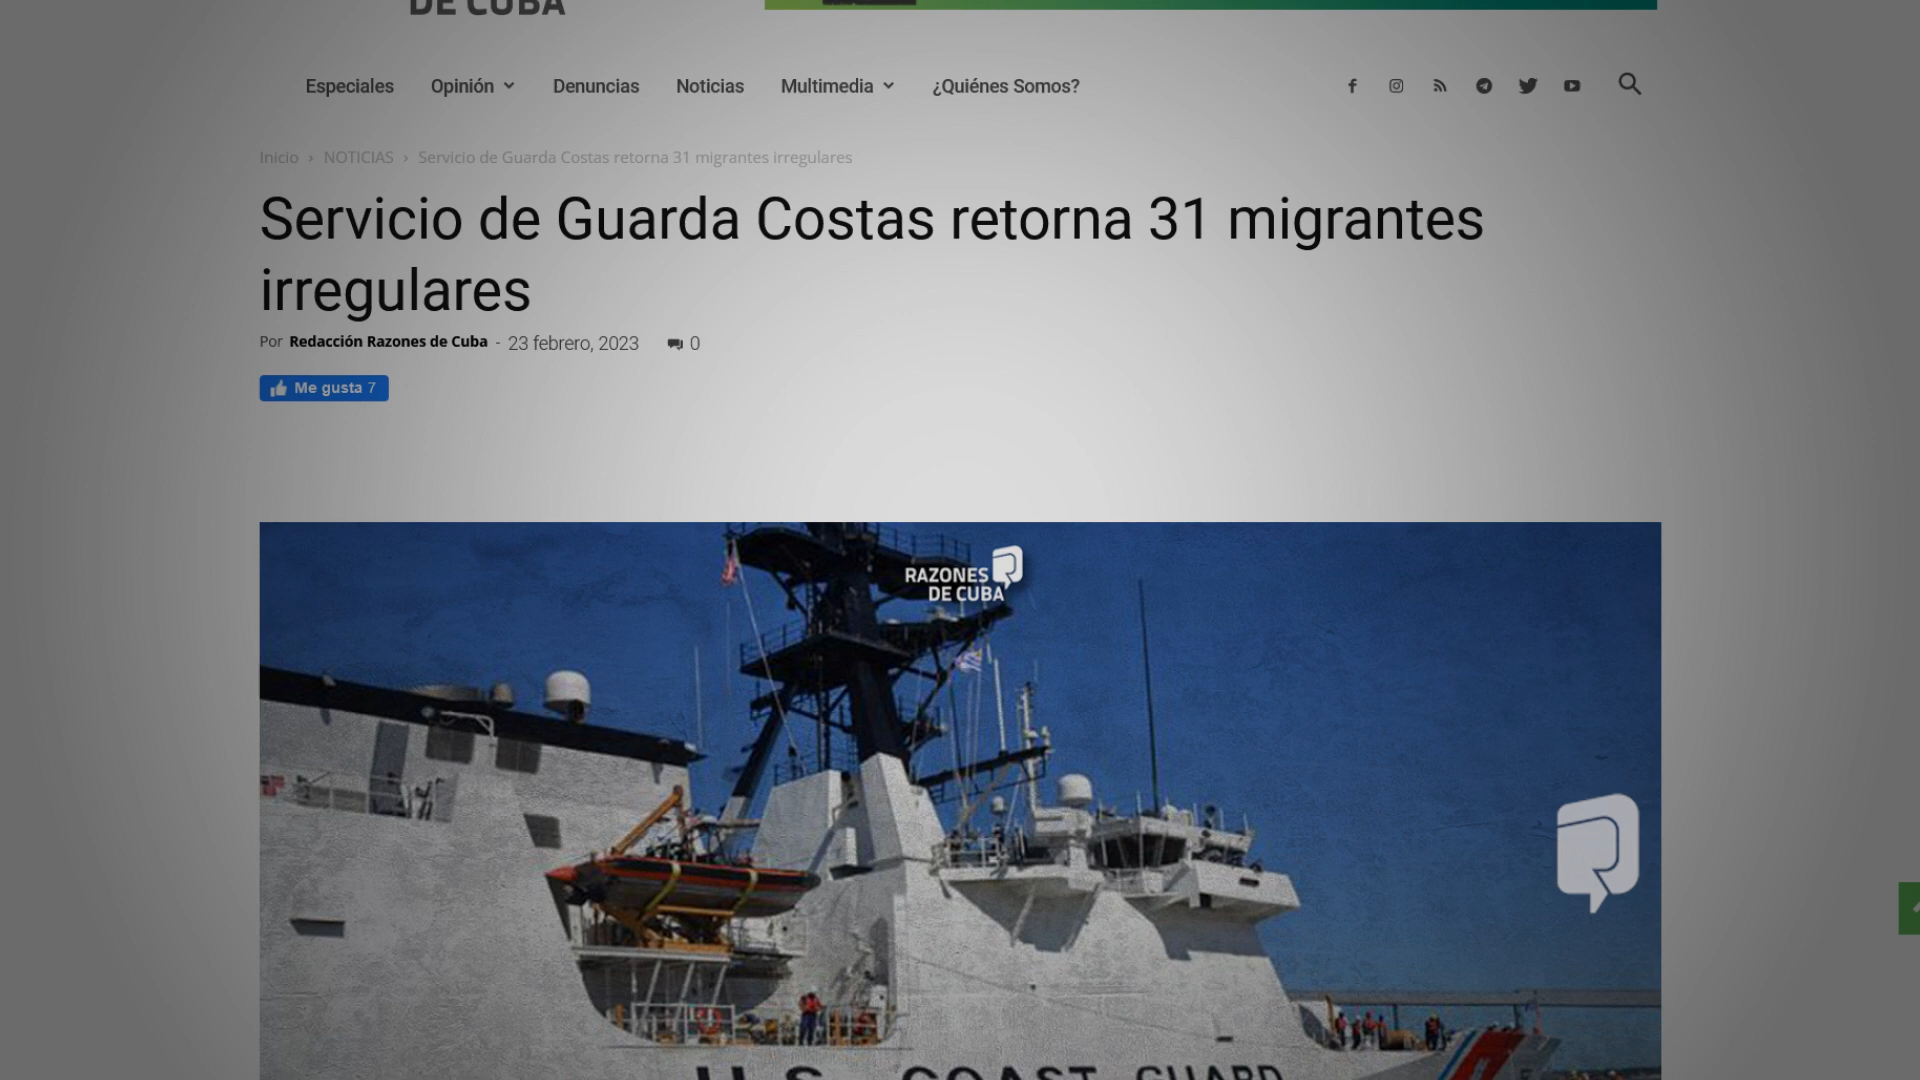 DE CUBA
Especiales Opinión Denuncias Noticias Multimedia ¿Quiénes Somos?
Inicio › NOTICIAS › Servicio de Guarda Costas retorna 31 migrantes irregulares
Servicio de Guarda Costas retorna 31 migrantes
irregulares
Por Redacción Razones de Cuba - 23 febrero, 2023 0
Me gusta 7
RAZONES
DE CUBA
U.S. COAST GUARD